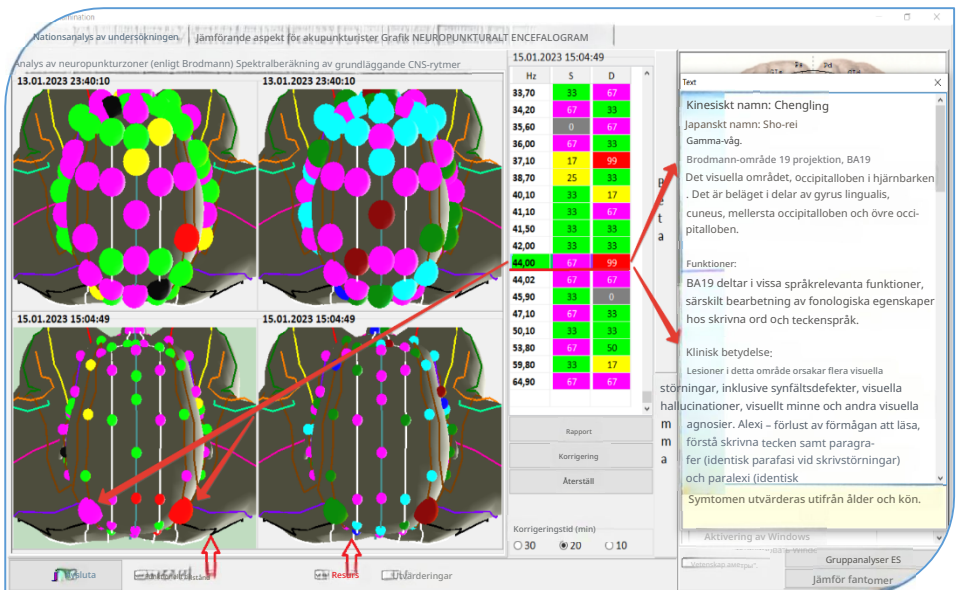 mination
Nationsanalys av undersökningen
Jämförande aspekt för akupunkturister Grafik NEUROPUNKTURALT ENCEFALOGRAM
Analys av neuropunkturzoner (enligt Brodmann) Spektralberäkning av grundläggande CNS-rytmer
13.01.2023 23:40:10
13.01.2023 23:40:10
15.01.2023 15:04:49
15.01.2023 15:04:49
15.01.2023 15:04:49
Hz S D
33,70 33 67
34,20 67 33
35,60 0 67
36,00 67 33
37,10 17 99
38,70 25 33
40,10 33 17
41,10 33 67
41,50 33 33
42,00 33 33
44,00 67 99
44,02 67 67
45,90 33 0
47,10 67 33
50,10 33 33
53,80 67 50
59,80 33 17
64,90 67 67
Rapport
Korrigering
Återställ
Korrigeringstid (min)
30 20 10
B
e
t
a
m
m
a
Text
Kinesiskt namn: Chengling
Japanskt namn: Sho-rei
Gamma-våg.
Brodmann-område 19 projektion, BA19
Det visuella området, occipitalloben i hjärnbarken
. Det är beläget i delar av gyrus lingualis,
cuneus, mellersta occipitalloben och övre occi-
pitalloben.
Funktioner:
BA19 deltar i vissa språkrelevanta funktioner,
särskilt bearbetning av fonologiska egenskaper
hos skrivna ord och teckenspråk.
Klinisk betydelse;
Lesioner i detta område orsakar flera visuella
störningar, inklusive synfältsdefekter, visuella
hallucinationer, visuellt minne och andra visuella
agnosier. Alexi – förlust av förmågan att läsa,
förstå skrivna tecken samt paragra-
fer (identisk parafasi vid skrivstörningar)
och paralexi (identisk
Symtomen utvärderas utifrån ålder och kön.
Aktivering av Windows
Gruppanalyser ES
Jämför fantomer
Resurs
Utvärderingar